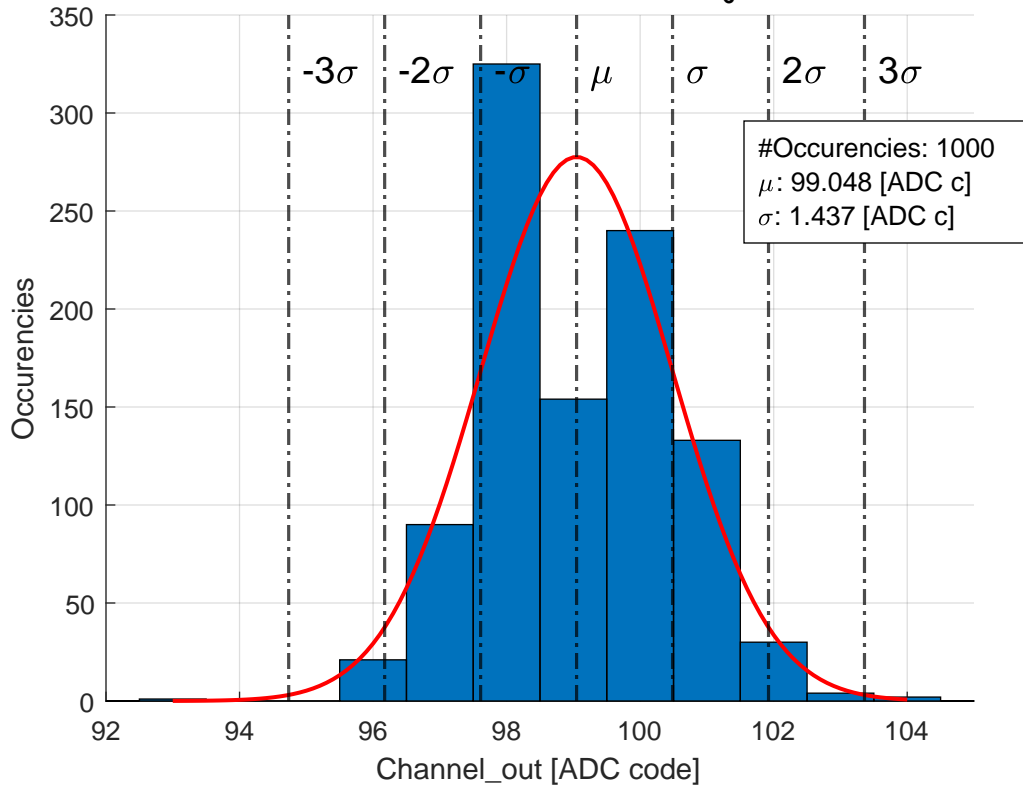 350
300
250
200
150
100
50
0
Occurencies
-3σ -2σ -σ μ σ 2σ 3σ
#Occurencies: 1000
μ: 99.048 [ADC c]
σ: 1.437 [ADC c]
92 94 96 98 100 102 104
Channel_out [ADC code]